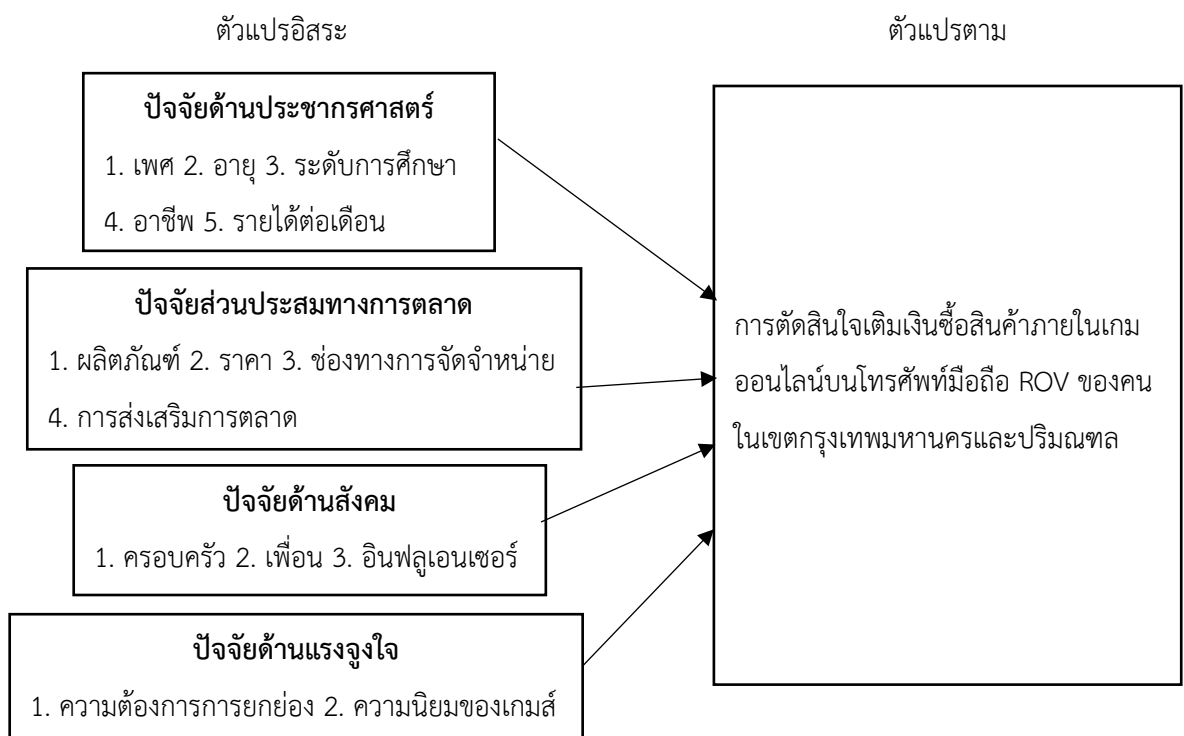 ตัวแปรอิสระ
ตัวแปรตาม
ปัจจัยด้านประชากรศาสตร์
1. เพศ 2. อายุ 3. ระดับการศึกษา
4. อาชีพ 5. รายได้ต่อเดือน
ปัจจัยส่วนประสมทางการตลาด
1. ผลิตภัณฑ์ 2. ราคา 3. ช่องทางการจัดจำหน่าย
4. การส่งเสริมการตลาด
ปัจจัยด้านสังคม
1. ครอบครัว 2. เพื่อน 3. อินฟลูเอนเซอร์
ปัจจัยด้านแรงจูงใจ
1. ความต้องการการยกย่อง 2. ความนิยมของเกมส์
การตัดสินใจเติมเงินซื้อสินค้าภายในเกม
ออนไลน์บนโทรศัพท์มือถือ ROV ของคน
ในเขตกรุงเทพมหานครและปริมณฑล